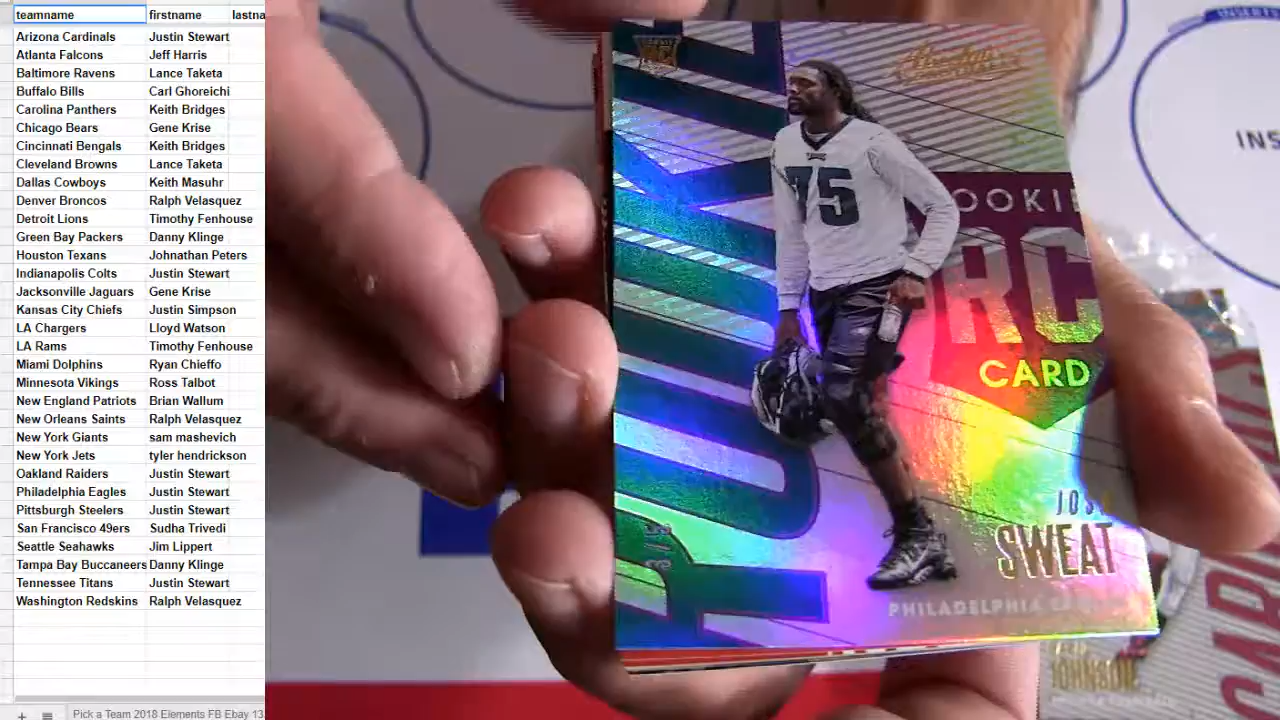 teamname firstname lastna
Arizona Cardinals Justin Stewart
Atlanta Falcons Jeff Harris
Baltimore Ravens Lance Taketa
Buffalo Bills Carl Ghoreichi
Carolina Panthers Keith Bridges
Chicago Bears Gene Krise
Cincinnati Bengals Keith Bridges
Cleveland Browns Lance Taketa
Dallas Cowboys Keith Masuhr
Denver Broncos Ralph Velasquez
Detroit Lions Timothy Fenhouse
Green Bay Packers Danny Klinge
Houston Texans Johnathan Peters
Indianapolis Colts Justin Stewart
Jacksonville Jaguars Gene Krise
Kansas City Chiefs Justin Simpson
LA Chargers Lloyd Watson
LA Rams Timothy Fenhouse
Miami Dolphins Ryan Chieffo
Minnesota Vikings Ross Talbot
New England Patriots Brian Wallum
New Orleans Saints Ralph Velasquez
New York Giants sam mashevich
New York Jets tyler hendrickson
Oakland Raiders Justin Stewart
Philadelphia Eagles Justin Stewart
Pittsburgh Steelers Justin Stewart
San Francisco 49ers Sudha Trivedi
Seattle Seahawks Jim Lippert
Tampa Bay Buccaneers Danny Klinge
Tennessee Titans Justin Stewart
Washington Redskins Ralph Velasquez
Pick a Team 2018 Elements FB Ebay 13
75
ROOKIE
RC
CARD
JOSH
SWEAT
PHILADELPHIA
JOHNSON
INS